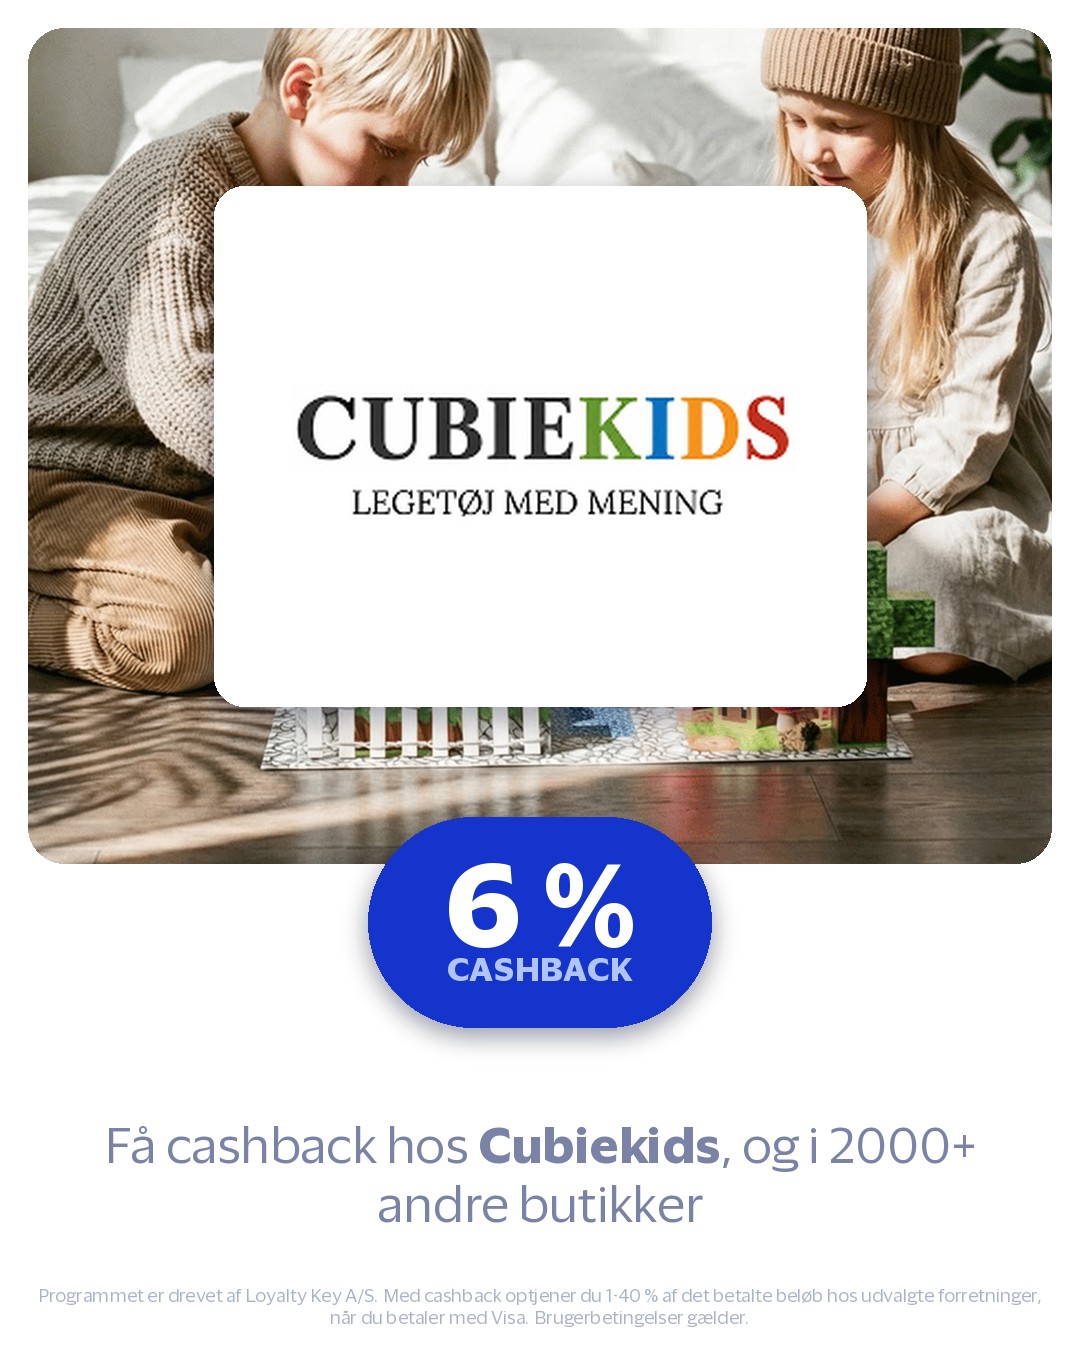 CUBIEKIDS
LEGETØJ MED MENING
6 %
CASHBACK
Få cashback hos Cubiekids, og i 2000+
andre butikker
Programmet er drevet af Loyalty Key A/S. Med cashback optjener du 1-40 % af det betalte beløb hos udvalgte forretninger,
når du betaler med Visa. Brugerbetingelser gælder.